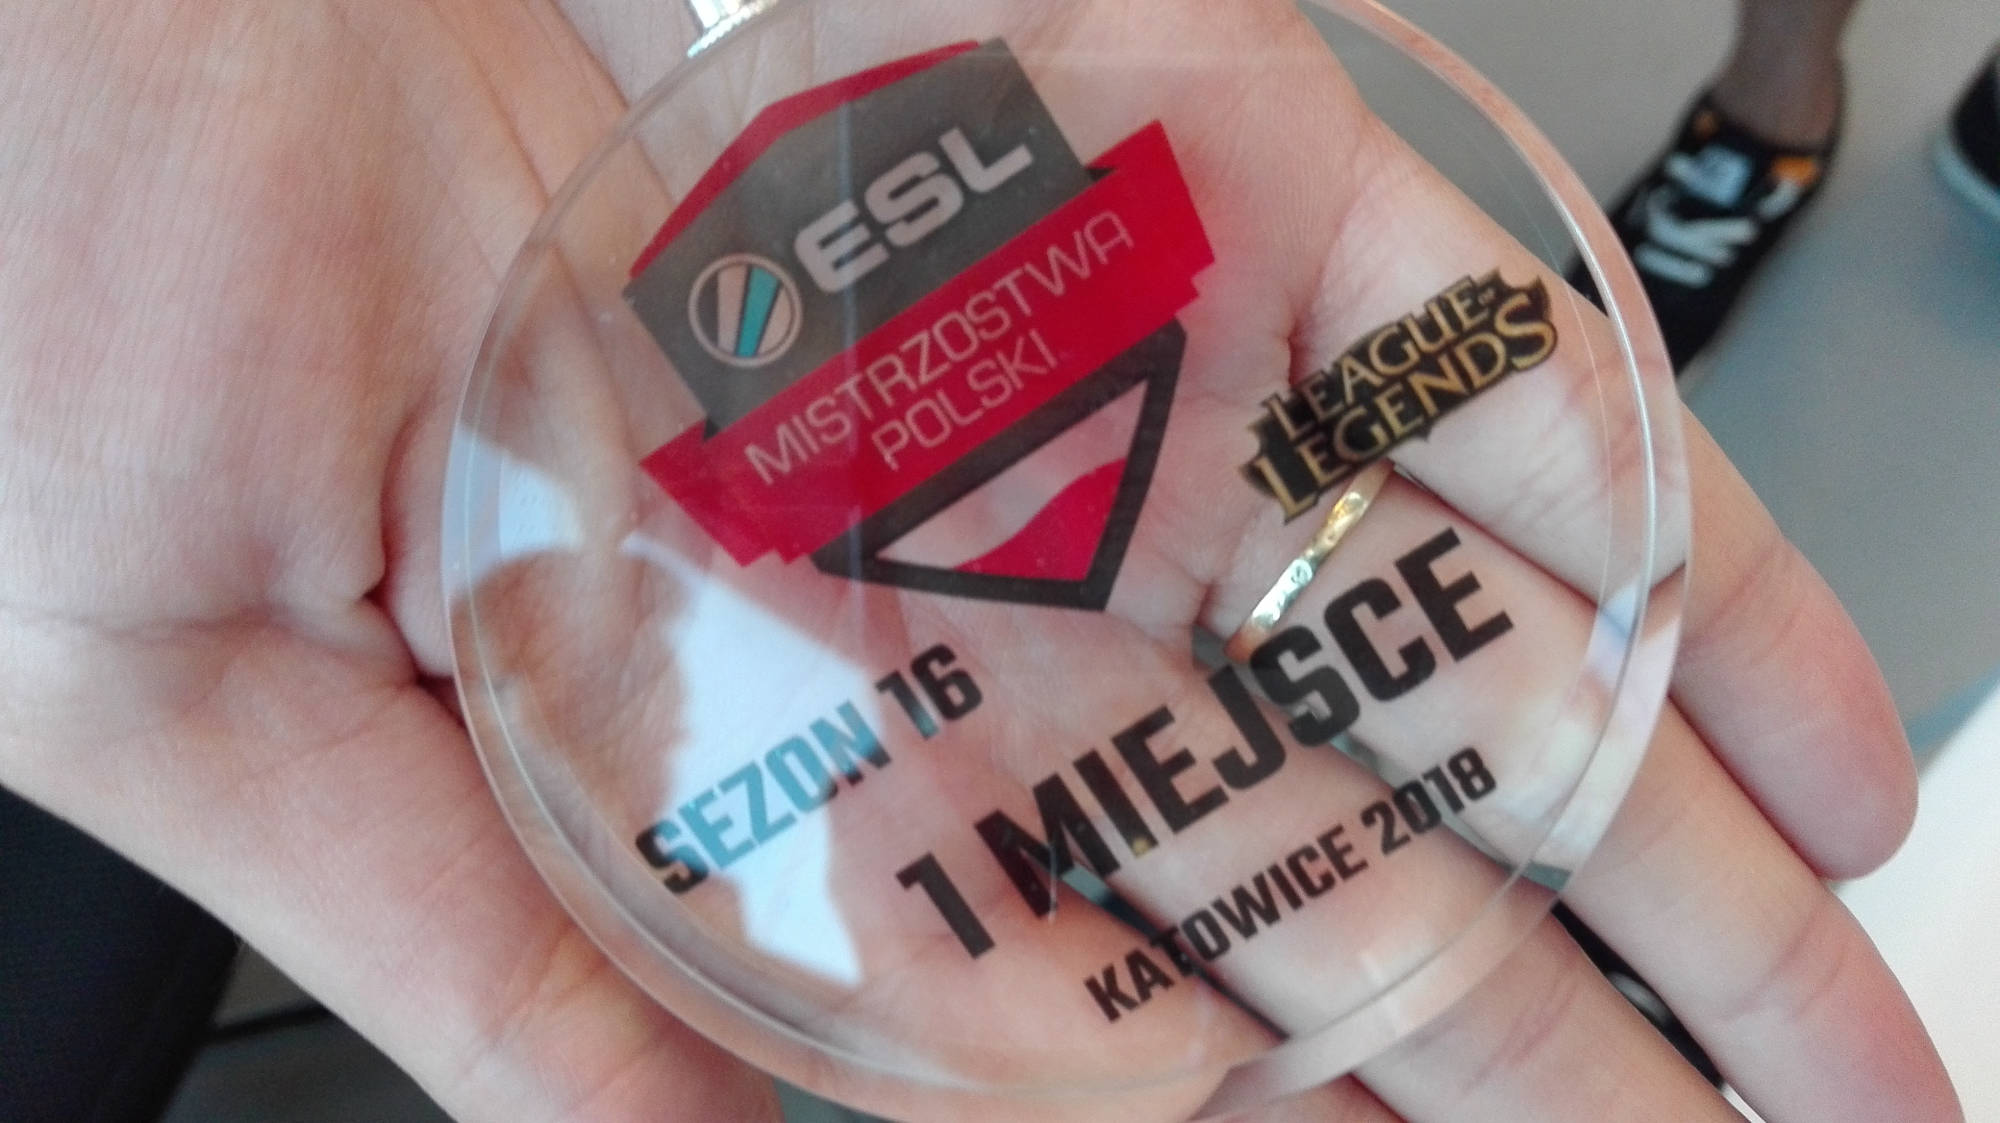 ESL
MISTRZOSTWA
POLSKI
LEAGUE OF
LEGENDS
SEZON 16
1 MIEJSCE
KATOWICE 2018